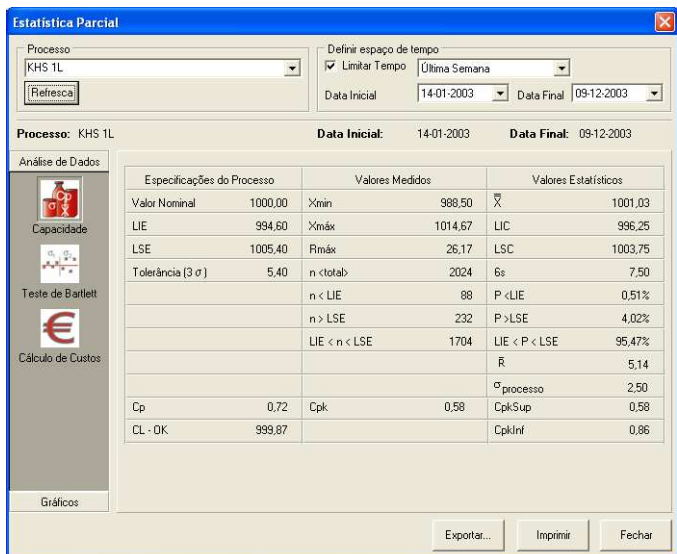 Estatística Parcial
Processo
KHS 1L
Refresca
Definir espaço de tempo
Limitar Tempo Última Semana
Data Inicial 14-01-2003 Data Final 09-12-2003
Processo: KHS 1L Data Inicial: 14-01-2003 Data Final: 09-12-2003
Análise de Dados
Capacidade
Teste de Bartlett
Cálculo de Custos
Gráficos
Especificações do Processo Valores Medidos Valores Estatísticos
Valor Nominal 1000,00 Xmin 988,50 X̿ 1001,03
LIE 994,60 Xmáx 1014,67 LIC 996,25
LSE 1005,40 Rmáx 26,17 LSC 1003,75
Tolerância (3 σ) 5,40 n <total> 2024 6s 7,50
n < LIE 88 P <LIE 0,51%
n > LSE 232 P >LSE 4,02%
LIE < n < LSE 1704 LIE < P < LSE 95,47%
R̄ 5,14
σ processo 2,50
Cp 0,72 Cpk 0,58 CpkSup 0,58
CL - OK 999,87 CpkInf 0,86
Exportar... Imprimir Fechar